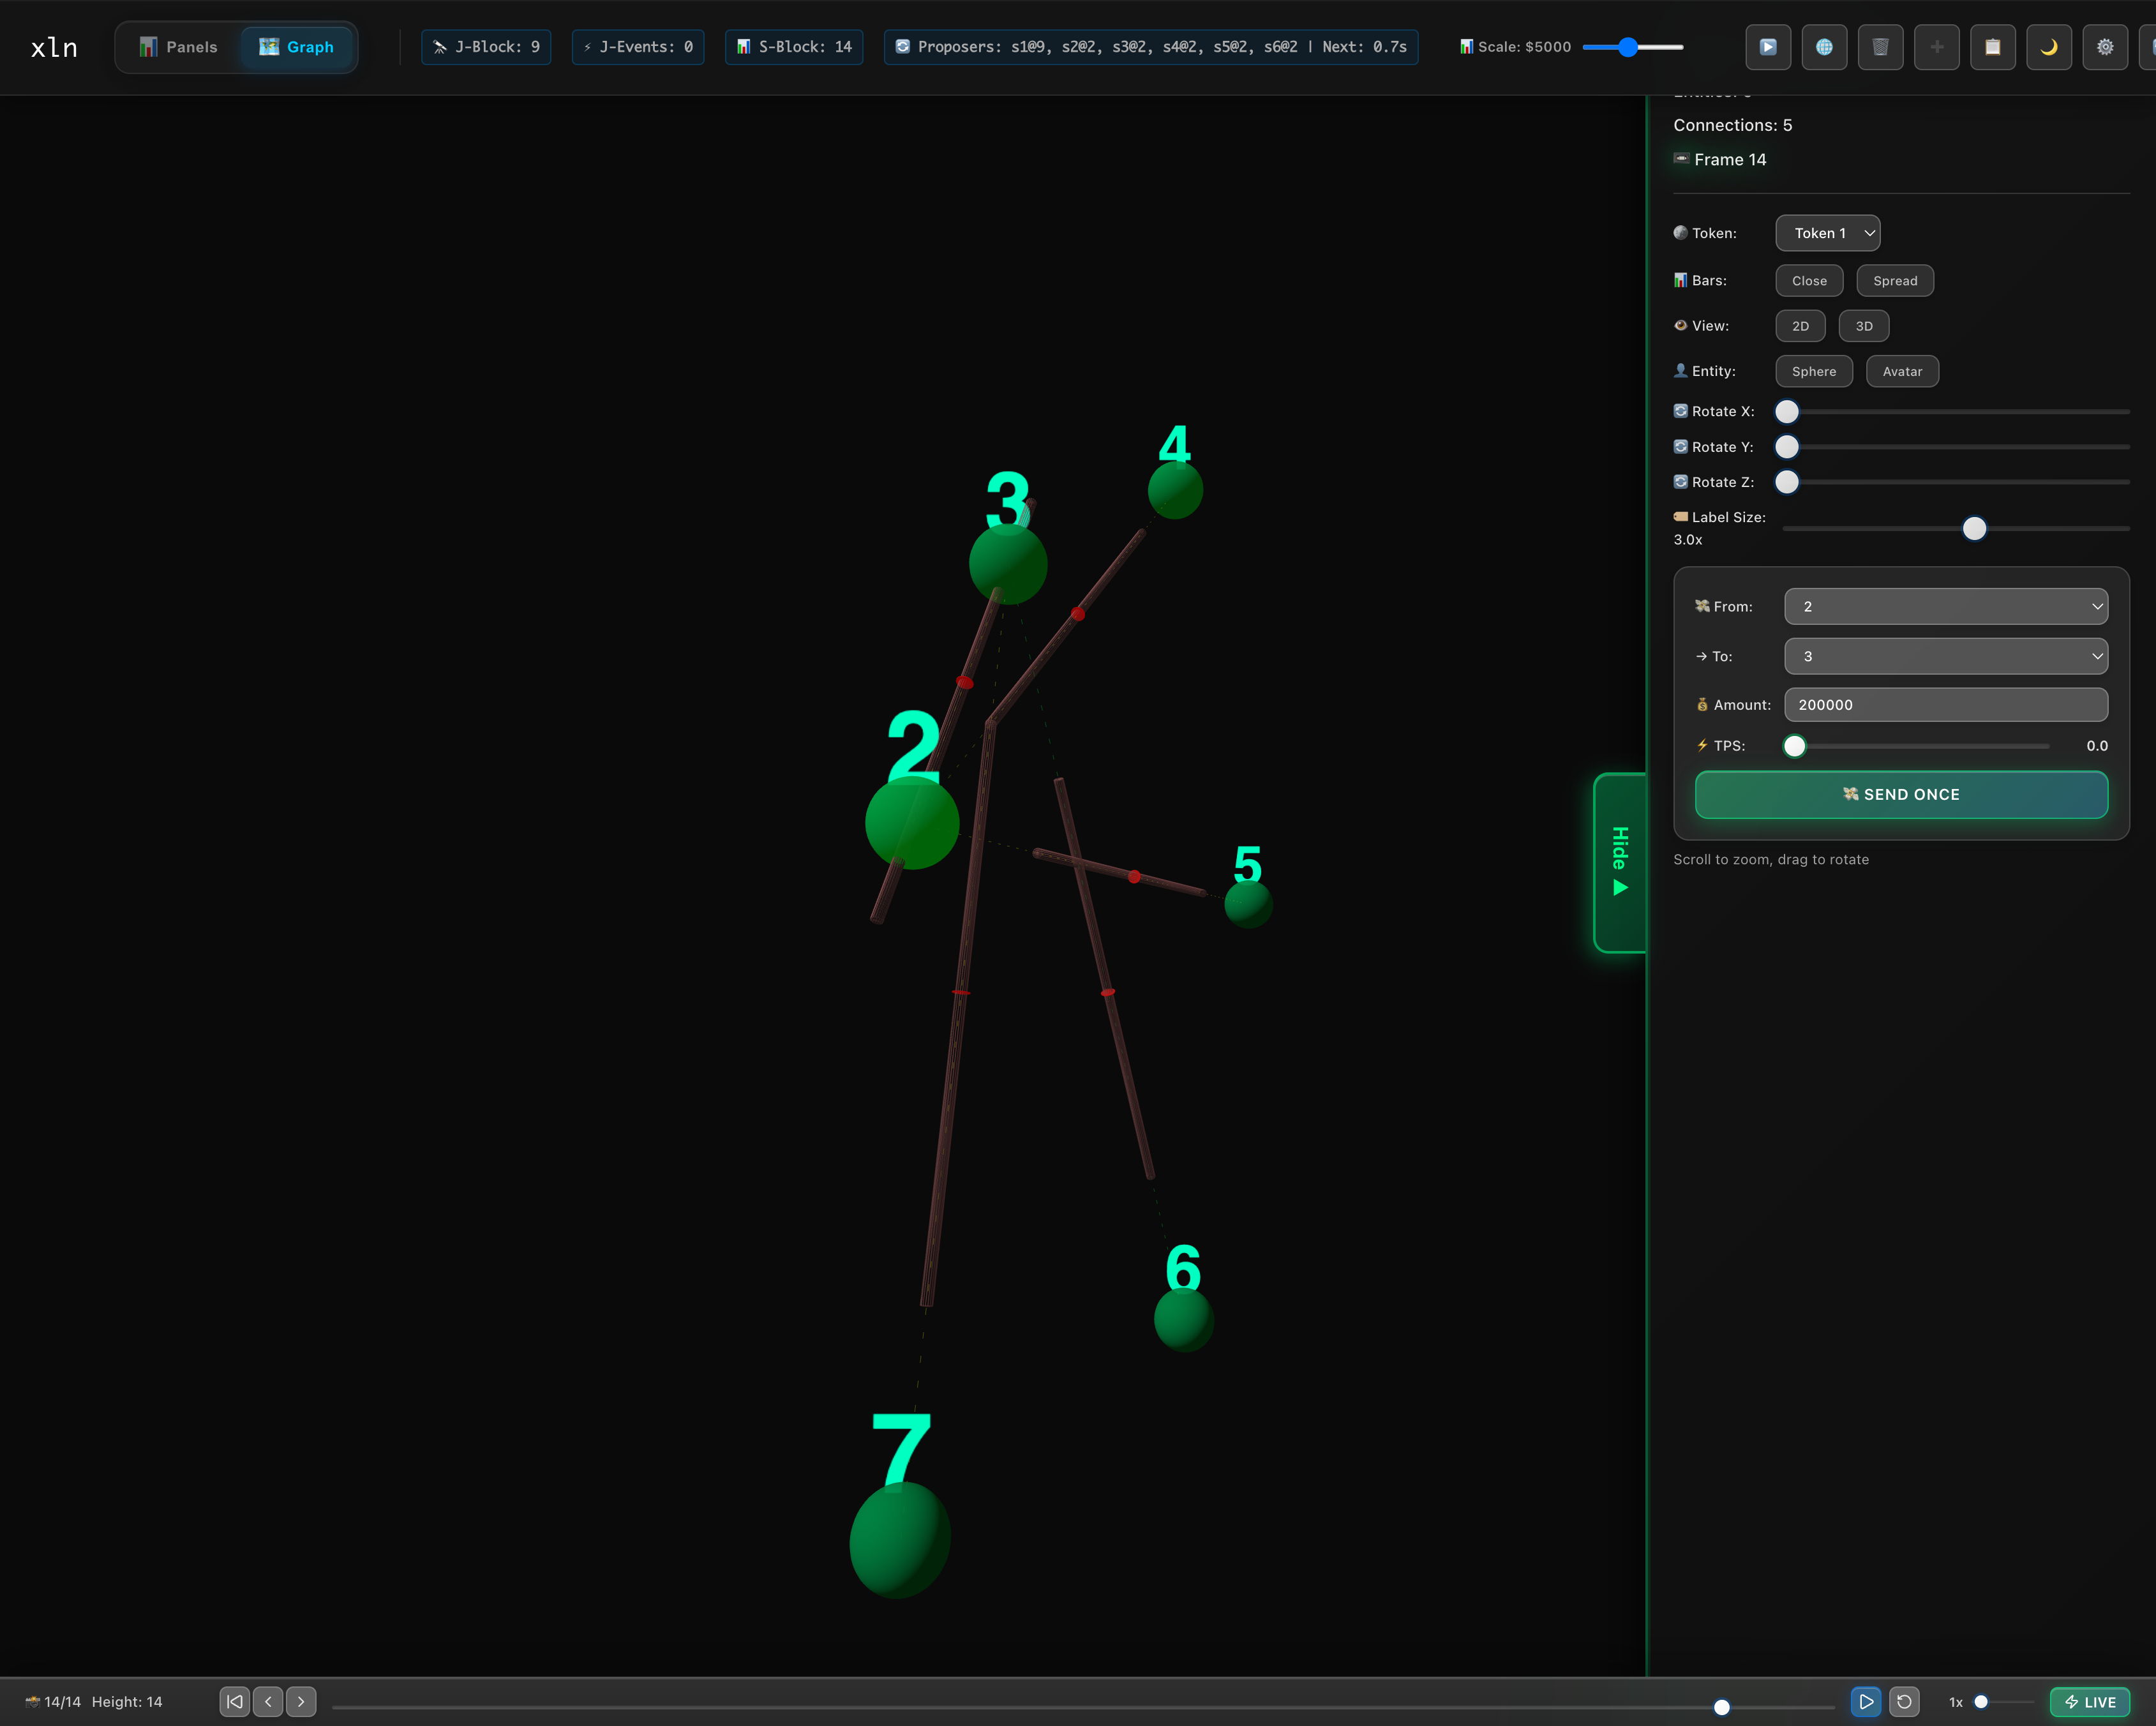 xln
Panels
Graph
J-Block: 9
J-Events: 0
S-Block: 14
Proposers: s1@9, s2@2, s3@2, s4@2, s5@2, s6@2 | Next: 0.7s
Scale: $5000
Connections: 5
Frame 14
Token: Token 1
Bars: Close Spread
View: 2D 3D
Entity: Sphere Avatar
Rotate X:
Rotate Y:
Rotate Z:
Label Size:
3.0x
From: 2
→ To: 3
Amount: 200000
TPS: 0.0
SEND ONCE
Scroll to zoom, drag to rotate
Hide ▶
4
3
2
5
6
7
14/14 Height: 14
1x
LIVE